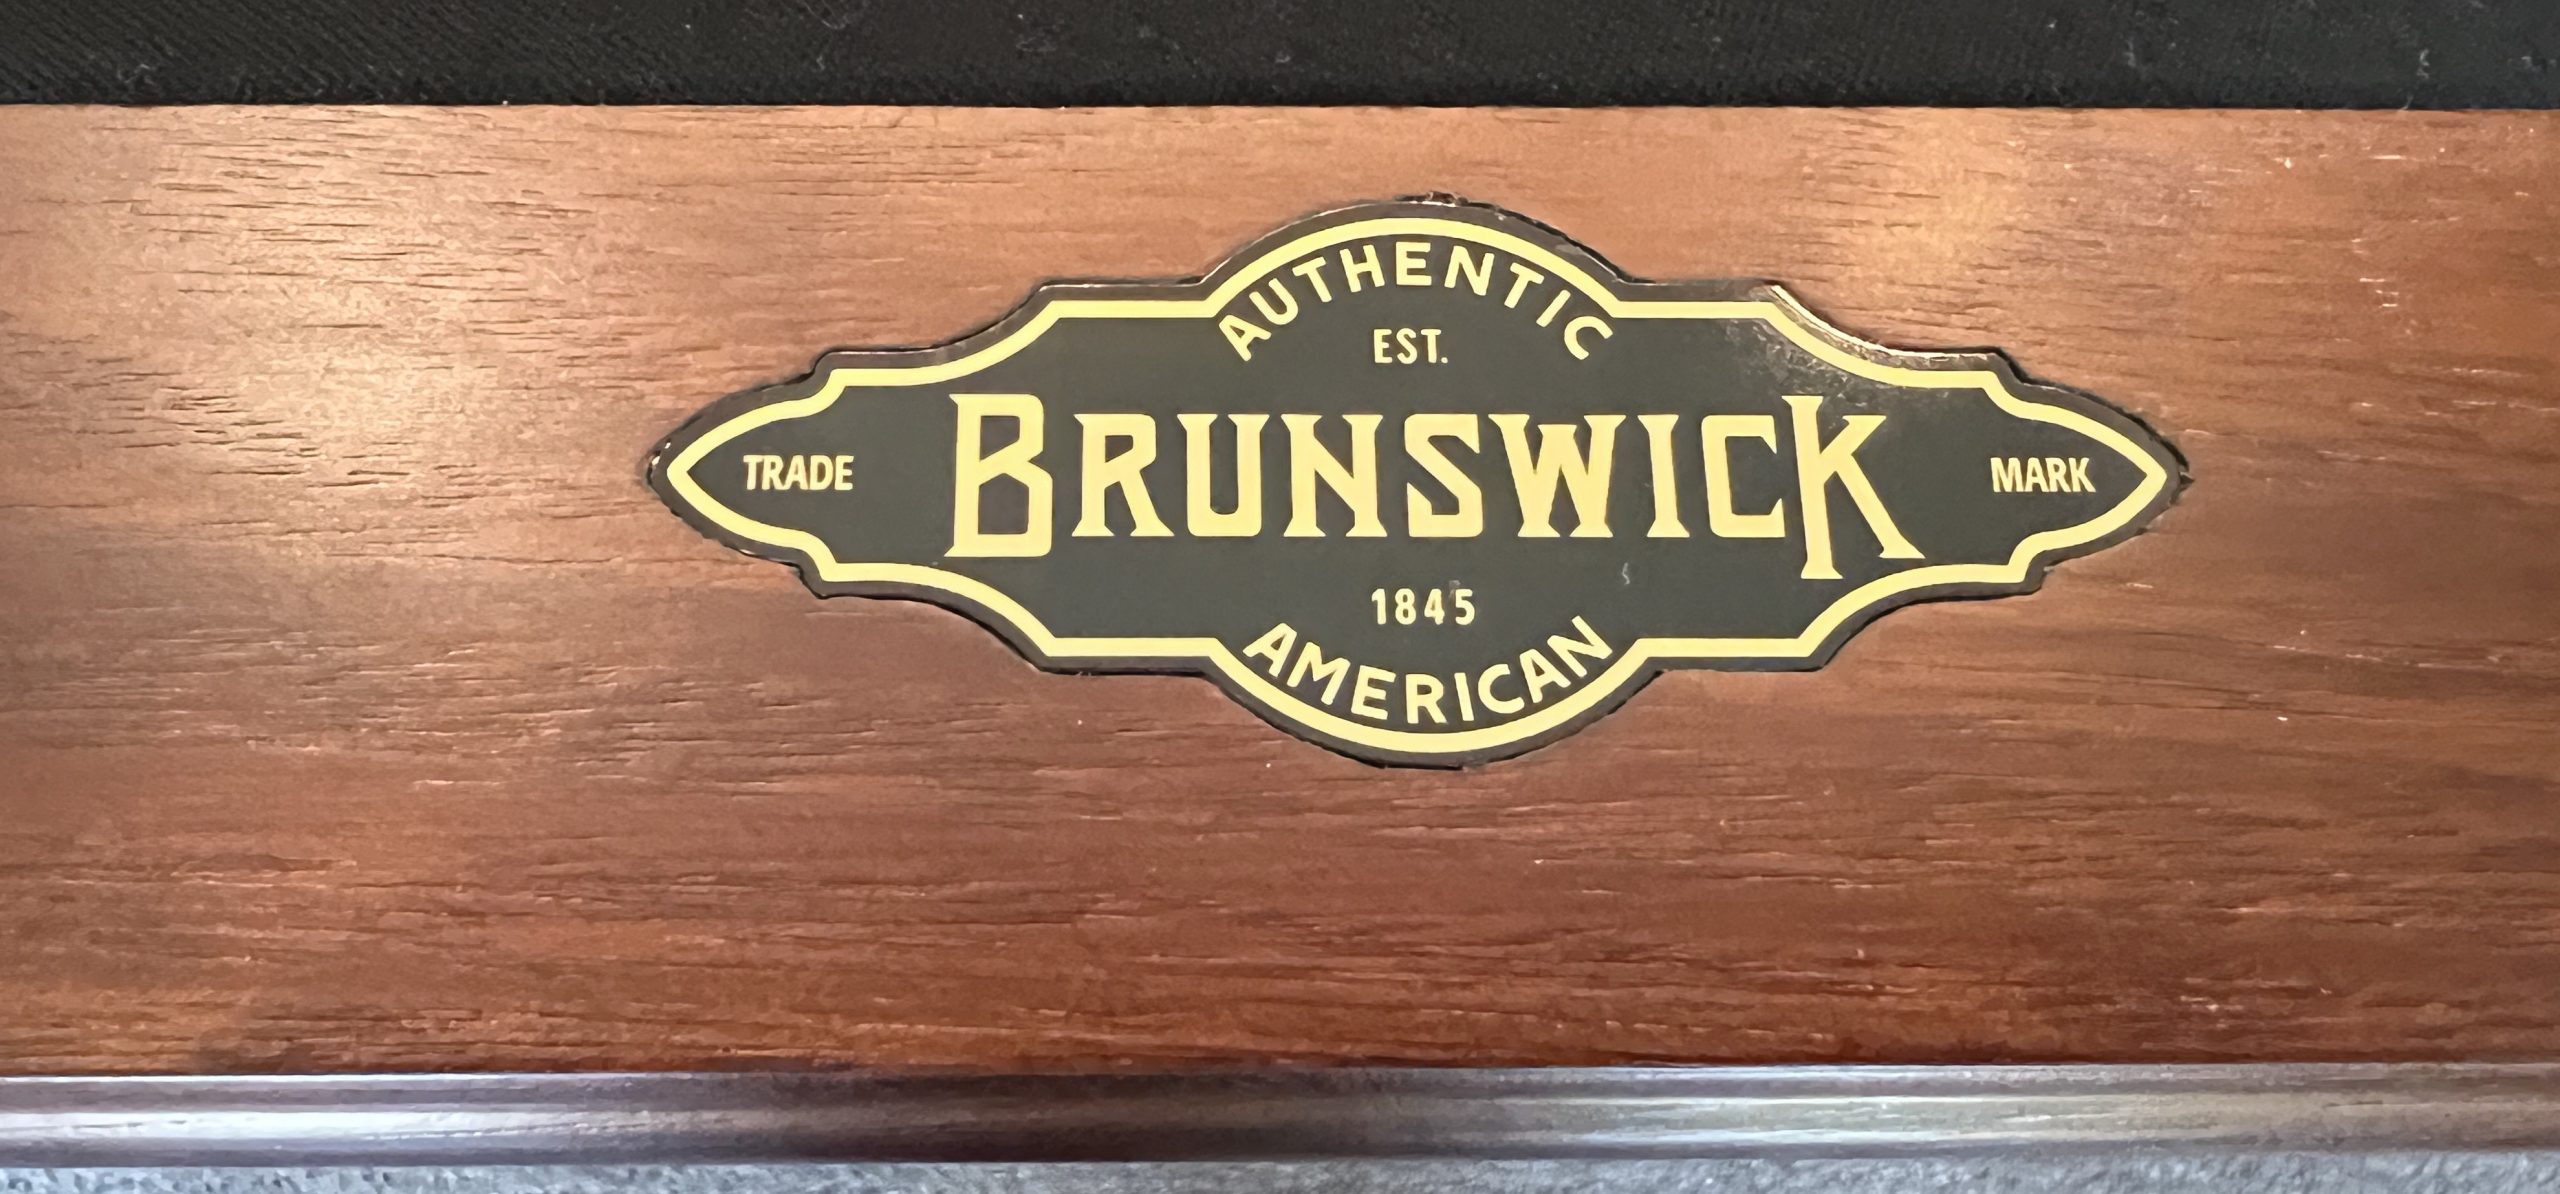 AUTHENTIC
EST.
TRADE BRUNSWICK MARK
1845
AMERICAN